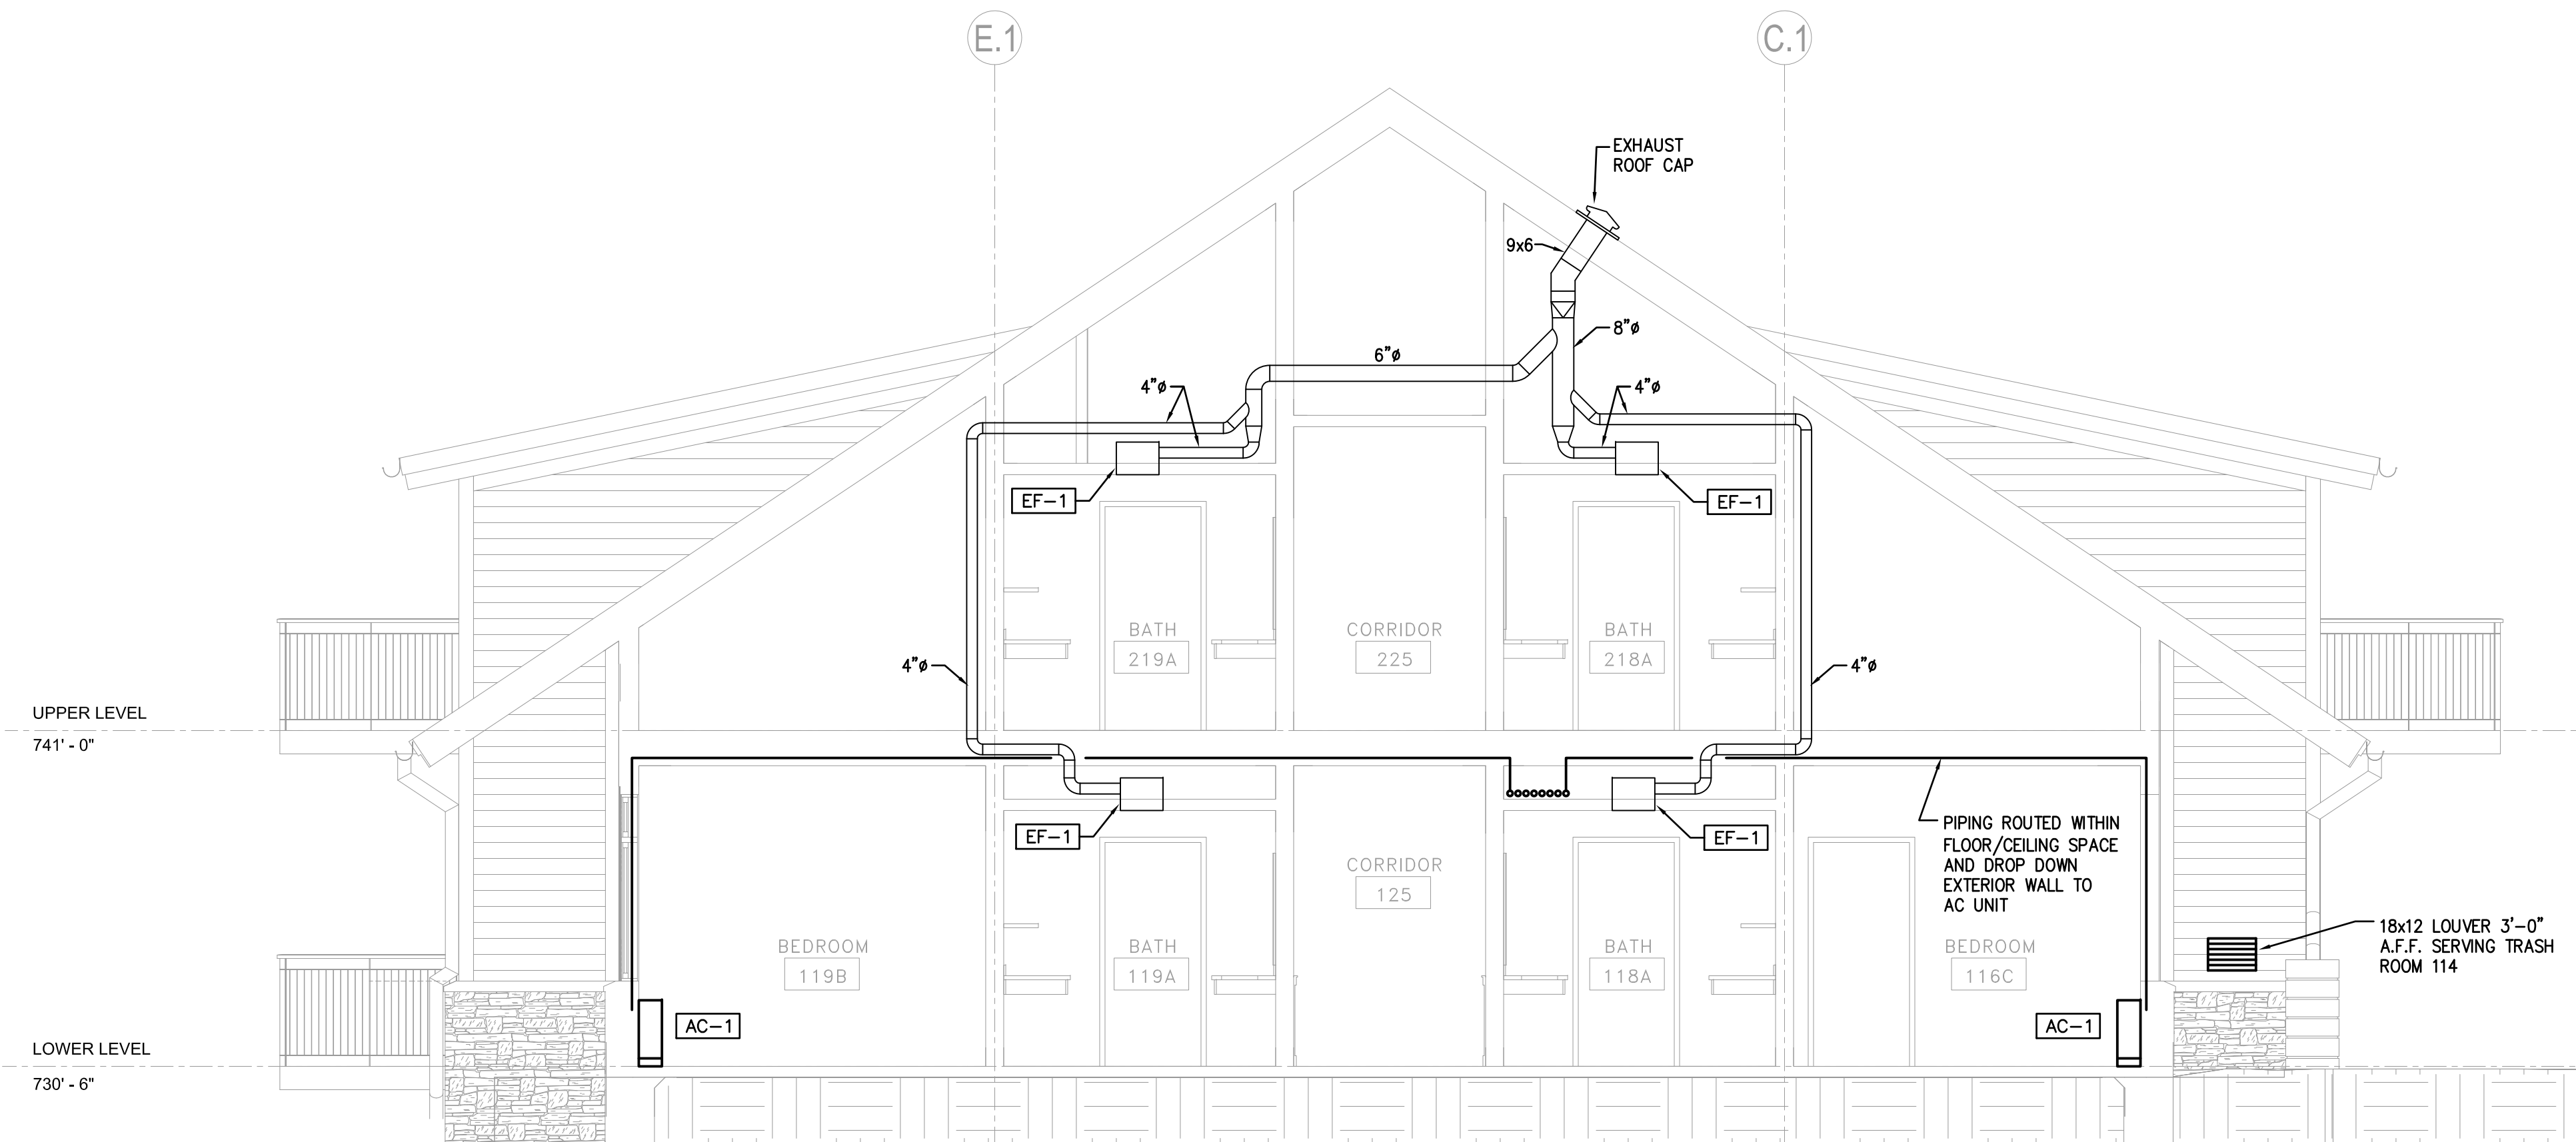 E.1
C.1
EXHAUST
ROOF CAP
9x6
8"ø
6"ø
4"ø
4"ø
EF-1
EF-1
BATH
219A
CORRIDOR
225
BATH
218A
4"ø
4"ø
UPPER LEVEL
741' - 0"
EF-1
EF-1
PIPING ROUTED WITHIN
FLOOR/CEILING SPACE
AND DROP DOWN
EXTERIOR WALL TO
AC UNIT
CORRIDOR
125
BEDROOM
119B
BATH
119A
BATH
118A
BEDROOM
116C
18x12 LOUVER 3'-0"
A.F.F. SERVING TRASH
ROOM 114
AC-1
AC-1
LOWER LEVEL
730' - 6"